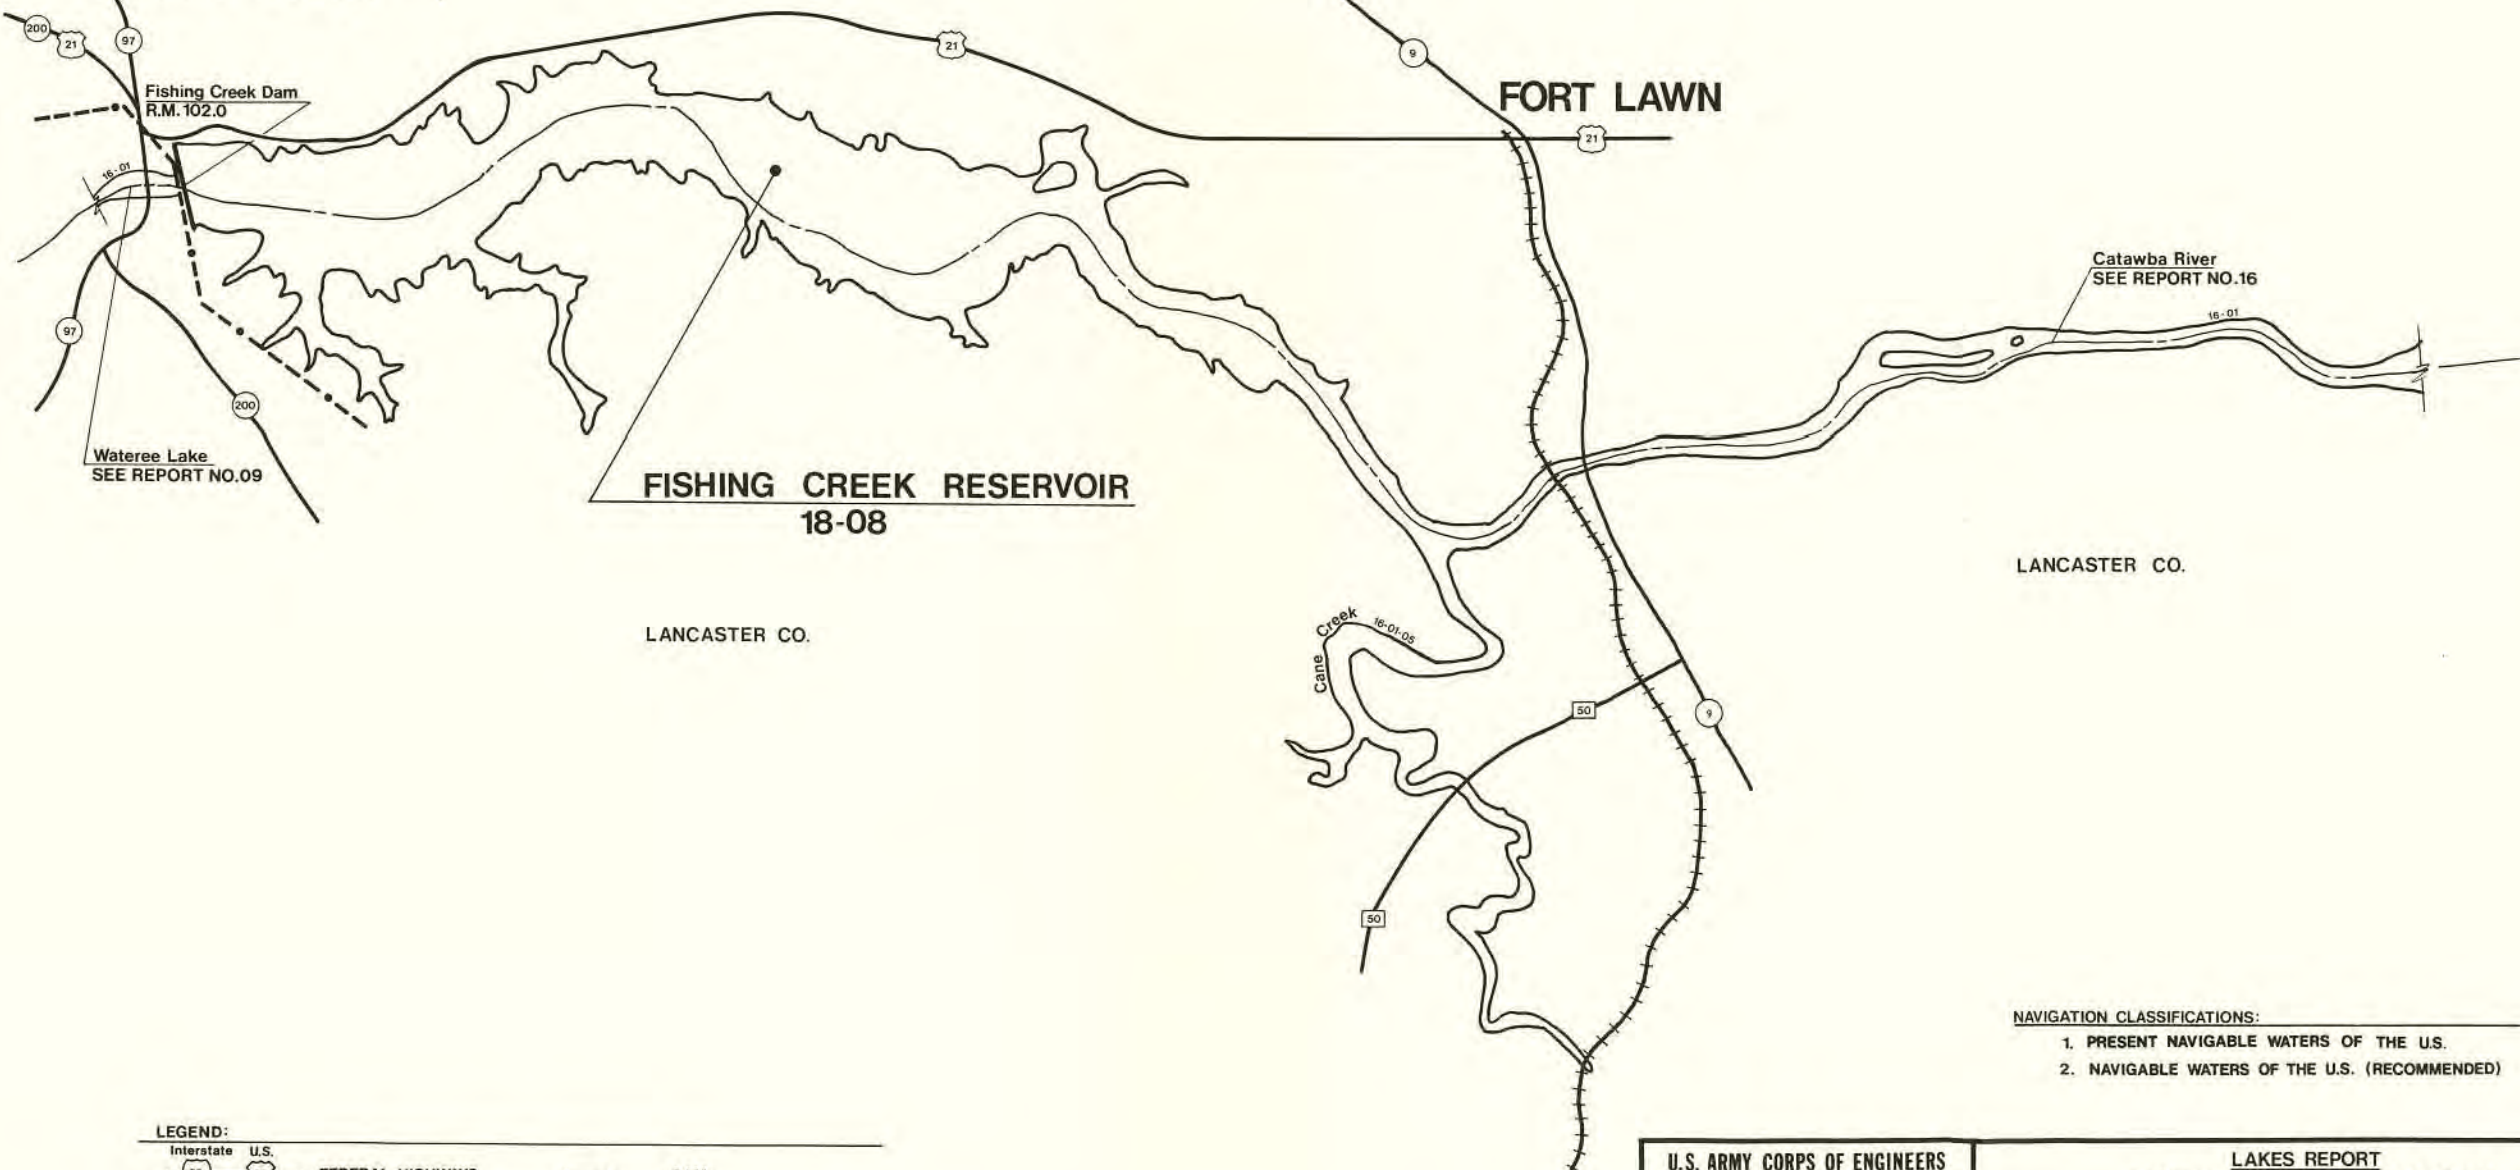 200
21
97
21
9
Fishing Creek Dam
R.M. 102.0
FORT LAWN
21
16-01
Catawba River
SEE REPORT NO.16
16-01
97
200
Wateree Lake
SEE REPORT NO.09
FISHING CREEK RESERVOIR
18-08
LANCASTER CO.
LANCASTER CO.
Cane Creek 16-01-05
50
9
50
NAVIGATION CLASSIFICATIONS:
1. PRESENT NAVIGABLE WATERS OF THE U.S.
2. NAVIGABLE WATERS OF THE U.S. (RECOMMENDED)
LEGEND:
Interstate U.S.
U.S. ARMY CORPS OF ENGINEERS
LAKES REPORT